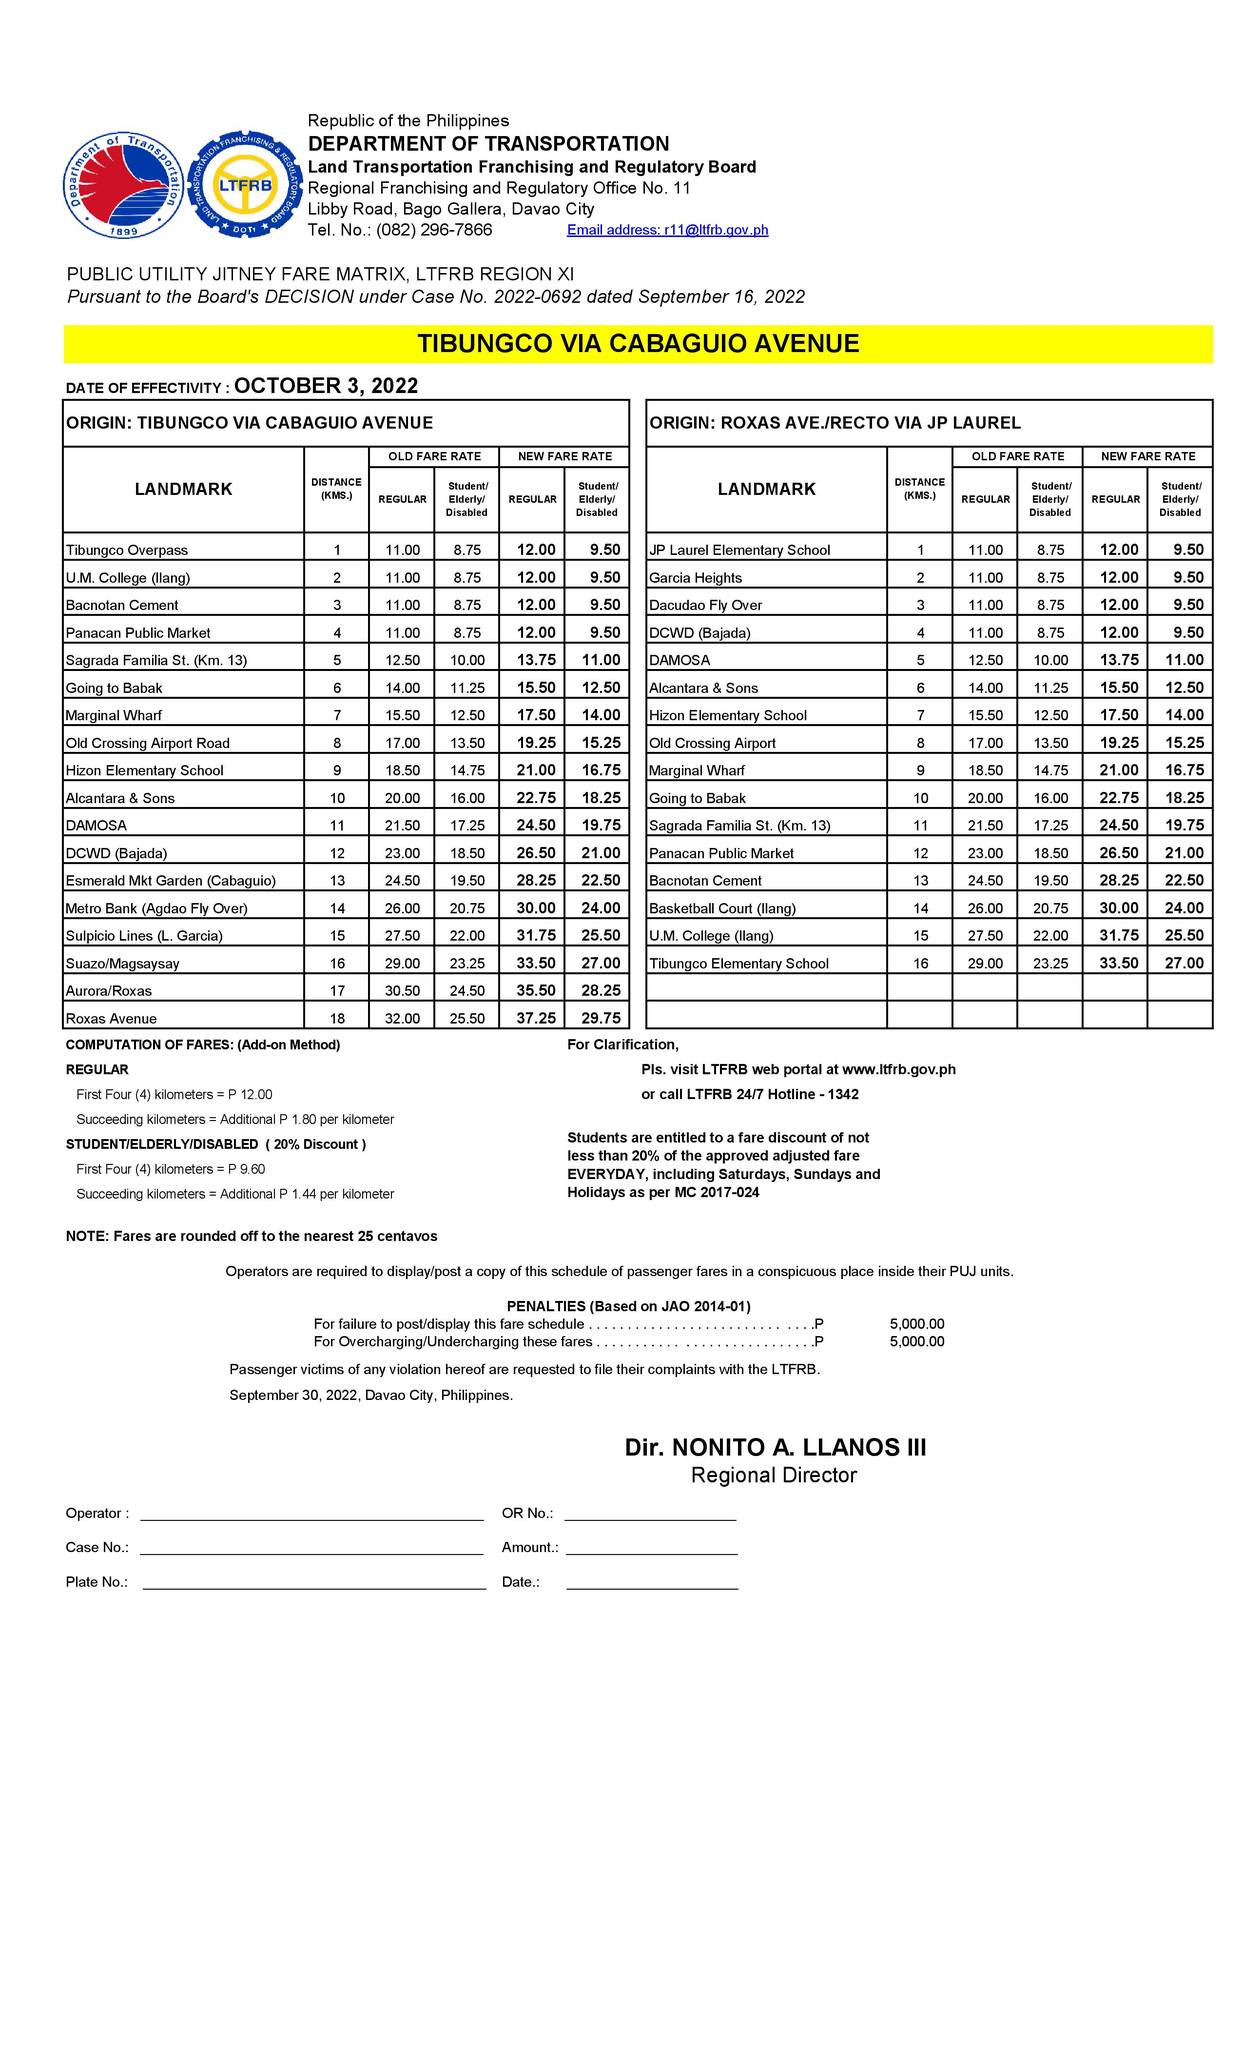 Republic of the Philippines
DEPARTMENT OF TRANSPORTATION
Land Transportation Franchising and Regulatory Board
Regional Franchising and Regulatory Office No. 11
Libby Road, Bago Gallera, Davao City
Tel. No.: (082) 296-7866 Email address: r11@ltfrb.gov.ph
Department of Transportation
1899
LAND TRANSPORTATION FRANCHISING & REGULATORY BOARD
LTFRB
DOTr
PUBLIC UTILITY JITNEY FARE MATRIX, LTFRB REGION XI
Pursuant to the Board's DECISION under Case No. 2022-0692 dated September 16, 2022
TIBUNGCO VIA CABAGUIO AVENUE
DATE OF EFFECTIVITY : OCTOBER 3, 2022
ORIGIN: TIBUNGCO VIA CABAGUIO AVENUE
LANDMARK DISTANCE (KMS.) OLD FARE RATE NEW FARE RATE
REGULAR Student/ Elderly/ Disabled REGULAR Student/ Elderly/ Disabled
Tibungco Overpass 1 11.00 8.75 12.00 9.50
U.M. College (Ilang) 2 11.00 8.75 12.00 9.50
Bacnotan Cement 3 11.00 8.75 12.00 9.50
Panacan Public Market 4 11.00 8.75 12.00 9.50
Sagrada Familia St. (Km. 13) 5 12.50 10.00 13.75 11.00
Going to Babak 6 14.00 11.25 15.50 12.50
Marginal Wharf 7 15.50 12.50 17.50 14.00
Old Crossing Airport Road 8 17.00 13.50 19.25 15.25
Hizon Elementary School 9 18.50 14.75 21.00 16.75
Alcantara & Sons 10 20.00 16.00 22.75 18.25
DAMOSA 11 21.50 17.25 24.50 19.75
DCWD (Bajada) 12 23.00 18.50 26.50 21.00
Esmerald Mkt Garden (Cabaguio) 13 24.50 19.50 28.25 22.50
Metro Bank (Agdao Fly Over) 14 26.00 20.75 30.00 24.00
Sulpicio Lines (L. Garcia) 15 27.50 22.00 31.75 25.50
Suazo/Magsaysay 16 29.00 23.25 33.50 27.00
Aurora/Roxas 17 30.50 24.50 35.50 28.25
Roxas Avenue 18 32.00 25.50 37.25 29.75
ORIGIN: ROXAS AVE./RECTO VIA JP LAUREL
LANDMARK DISTANCE (KMS.) OLD FARE RATE NEW FARE RATE
REGULAR Student/ Elderly/ Disabled REGULAR Student/ Elderly/ Disabled
JP Laurel Elementary School 1 11.00 8.75 12.00 9.50
Garcia Heights 2 11.00 8.75 12.00 9.50
Dacudao Fly Over 3 11.00 8.75 12.00 9.50
DCWD (Bajada) 4 11.00 8.75 12.00 9.50
DAMOSA 5 12.50 10.00 13.75 11.00
Alcantara & Sons 6 14.00 11.25 15.50 12.50
Hizon Elementary School 7 15.50 12.50 17.50 14.00
Old Crossing Airport 8 17.00 13.50 19.25 15.25
Marginal Wharf 9 18.50 14.75 21.00 16.75
Going to Babak 10 20.00 16.00 22.75 18.25
Sagrada Familia St. (Km. 13) 11 21.50 17.25 24.50 19.75
Panacan Public Market 12 23.00 18.50 26.50 21.00
Bacnotan Cement 13 24.50 19.50 28.25 22.50
Basketball Court (Ilang) 14 26.00 20.75 30.00 24.00
U.M. College (Ilang) 15 27.50 22.00 31.75 25.50
Tibungco Elementary School 16 29.00 23.25 33.50 27.00
COMPUTATION OF FARES: (Add-on Method)
REGULAR
First Four (4) kilometers = P 12.00
Succeeding kilometers = Additional P 1.80 per kilometer
STUDENT/ELDERLY/DISABLED ( 20% Discount )
First Four (4) kilometers = P 9.60
Succeeding kilometers = Additional P 1.44 per kilometer
For Clarification,
Pls. visit LTFRB web portal at www.ltfrb.gov.ph
or call LTFRB 24/7 Hotline - 1342
Students are entitled to a fare discount of not
less than 20% of the approved adjusted fare
EVERYDAY, including Saturdays, Sundays and
Holidays as per MC 2017-024
NOTE: Fares are rounded off to the nearest 25 centavos
Operators are required to display/post a copy of this schedule of passenger fares in a conspicuous place inside their PUJ units.
PENALTIES (Based on JAO 2014-01)
For failure to post/display this fare schedule . . . . . . . . . . . . . . . . . . . . . . . . . . . . .P 5,000.00
For Overcharging/Undercharging these fares . . . . . . . . . . . . . . . . . . . . . . . . . . . .P 5,000.00
Passenger victims of any violation hereof are requested to file their complaints with the LTFRB.
September 30, 2022, Davao City, Philippines.
Dir. NONITO A. LLANOS III
Regional Director
Operator : OR No.:
Case No.: Amount.:
Plate No.: Date.: